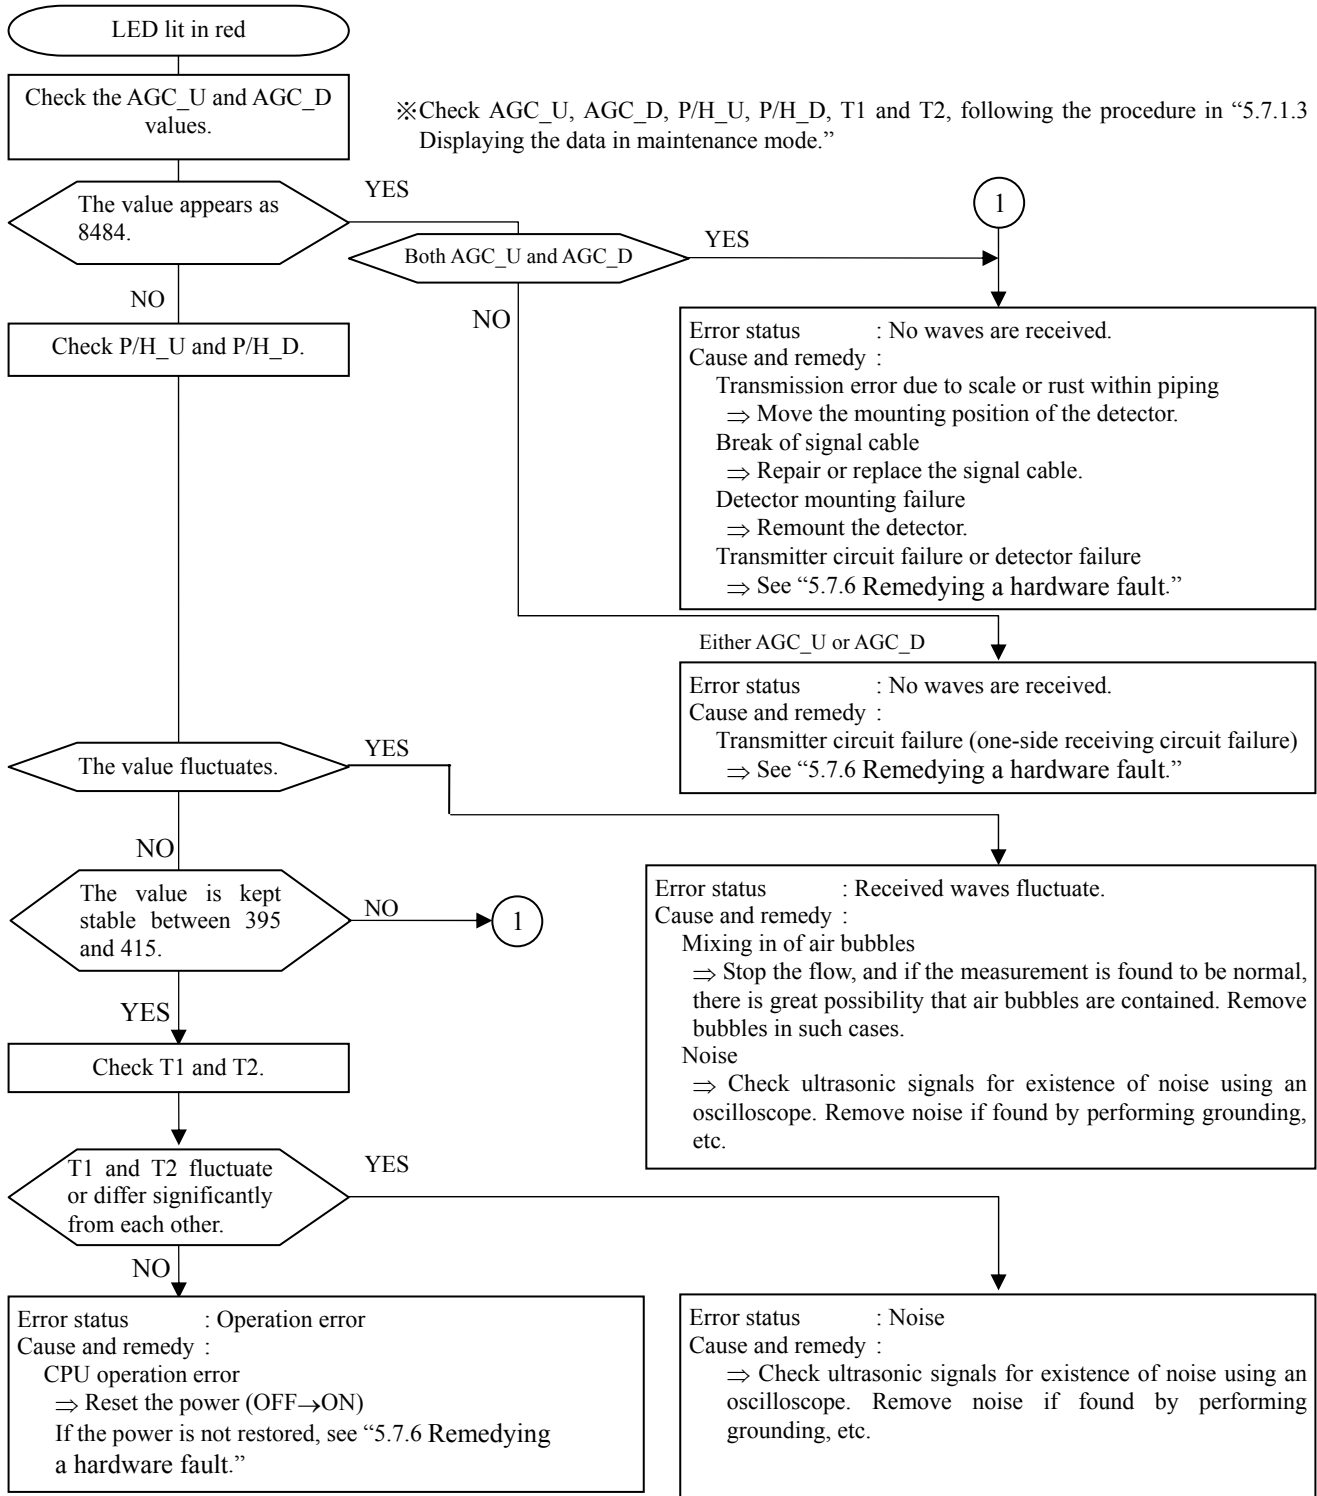 LED lit in red
Check the AGC_U and AGC_D
values.
※Check AGC_U, AGC_D, P/H_U, P/H_D, T1 and T2, following the procedure in “5.7.1.3
Displaying the data in maintenance mode.”
The value appears as
8484.
YES
1
Both AGC_U and AGC_D
YES
NO
NO
Check P/H_U and P/H_D.
Error status : No waves are received.
Cause and remedy :
Transmission error due to scale or rust within piping
⇒ Move the mounting position of the detector.
Break of signal cable
⇒ Repair or replace the signal cable.
Detector mounting failure
⇒ Remount the detector.
Transmitter circuit failure or detector failure
⇒ See “5.7.6 Remedying a hardware fault.”
Either AGC_U or AGC_D
Error status : No waves are received.
Cause and remedy :
Transmitter circuit failure (one-side receiving circuit failure)
⇒ See “5.7.6 Remedying a hardware fault.”
The value fluctuates.
YES
NO
Error status : Received waves fluctuate.
Cause and remedy :
Mixing in of air bubbles
⇒ Stop the flow, and if the measurement is found to be normal,
there is great possibility that air bubbles are contained. Remove
bubbles in such cases.
Noise
⇒ Check ultrasonic signals for existence of noise using an
oscilloscope. Remove noise if found by performing grounding,
etc.
The value is kept
stable between 395
and 415.
NO
1
YES
Check T1 and T2.
T1 and T2 fluctuate
or differ significantly
from each other.
YES
NO
Error status : Operation error
Cause and remedy :
CPU operation error
⇒ Reset the power (OFF→ON)
If the power is not restored, see “5.7.6 Remedying
a hardware fault.”
Error status : Noise
Cause and remedy :
⇒ Check ultrasonic signals for existence of noise using an
oscilloscope. Remove noise if found by performing
grounding, etc.